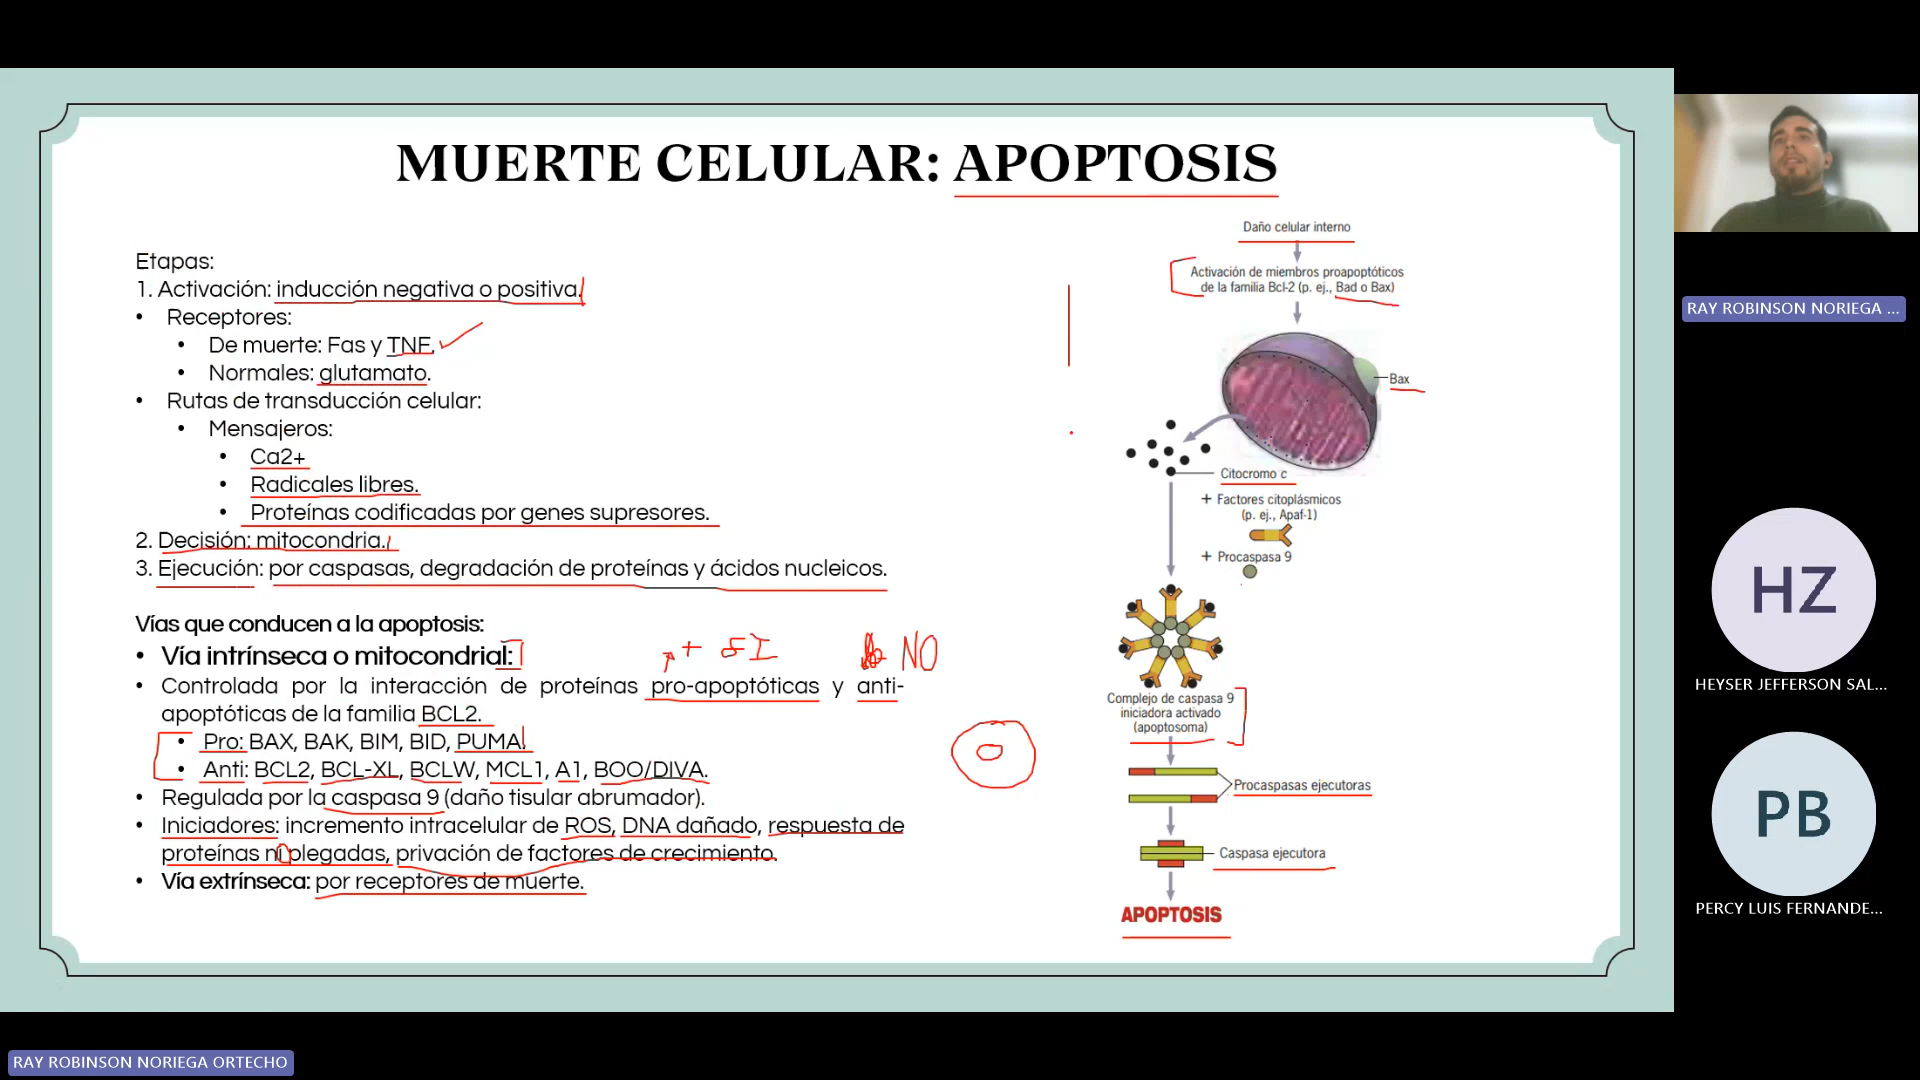 MUERTE CELULAR: APOPTOSIS
Etapas:
1. Activación: inducción negativa o positiva.
• Receptores:
• De muerte: Fas y TNF.
• Normales: glutamato.
• Rutas de transducción celular:
• Mensajeros:
• Ca2+
• Radicales libres.
• Proteínas codificadas por genes supresores.
2. Decisión: mitocondria.
3. Ejecución: por caspasas, degradación de proteínas y ácidos nucleicos.
Vías que conducen a la apoptosis:
• Vía intrínseca o mitocondrial:
+ SI NO
• Controlada por la interacción de proteínas pro-apoptóticas y anti-
apoptóticas de la familia BCL2.
• Pro: BAX, BAK, BIM, BID, PUMA.
• Anti: BCL2, BCL-XL, BCLW, MCL1, A1, BOO/DIVA.
• Regulada por la caspasa 9 (daño tisular abrumador).
• Iniciadores: incremento intracelular de ROS, DNA dañado, respuesta de
proteínas n plegadas, privación de factores de crecimiento.
• Vía extrínseca: por receptores de muerte.
Daño celular interno
Activación de miembros proapoptóticos
de la familia Bcl-2 (p. ej., Bad o Bax)
Bax
Citocromo c
+ Factores citoplásmicos
(p. ej., Apaf-1)
+ Procaspasa 9
Complejo de caspasa 9
iniciadora activado
(apoptosoma)
Procaspasas ejecutoras
Caspasa ejecutora
APOPTOSIS
RAY ROBINSON NORIEGA ...
HZ
HEYSER JEFFERSON SAL...
PB
PERCY LUIS FERNANDE...
RAY ROBINSON NORIEGA ORTECHO